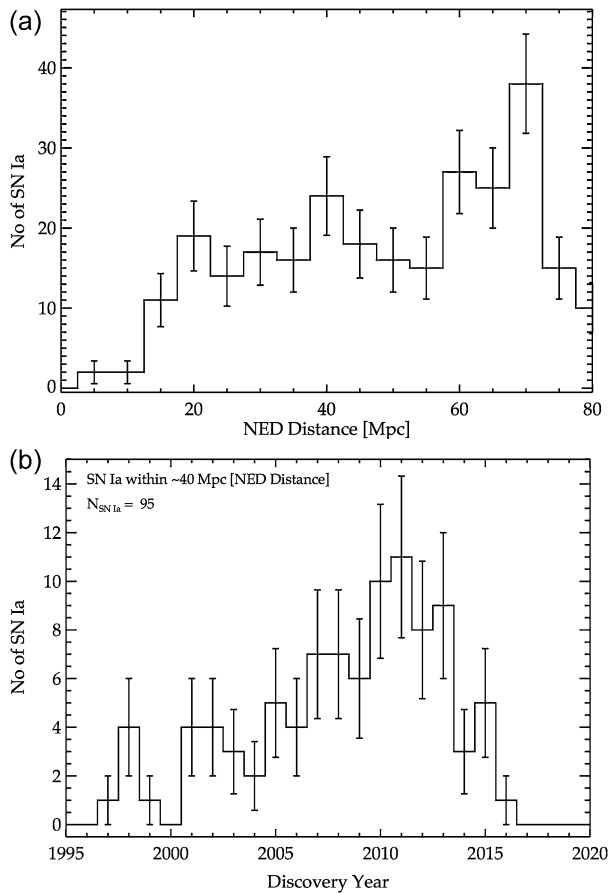 (a)
No of SN Ia
40
30
20
10
0
0 20 40 60 80
NED Distance [Mpc]
(b)
SN Ia within ~40 Mpc [NED Distance]
N_SN Ia = 95
No of SN Ia
14
12
10
8
6
4
2
0
1995 2000 2005 2010 2015 2020
Discovery Year